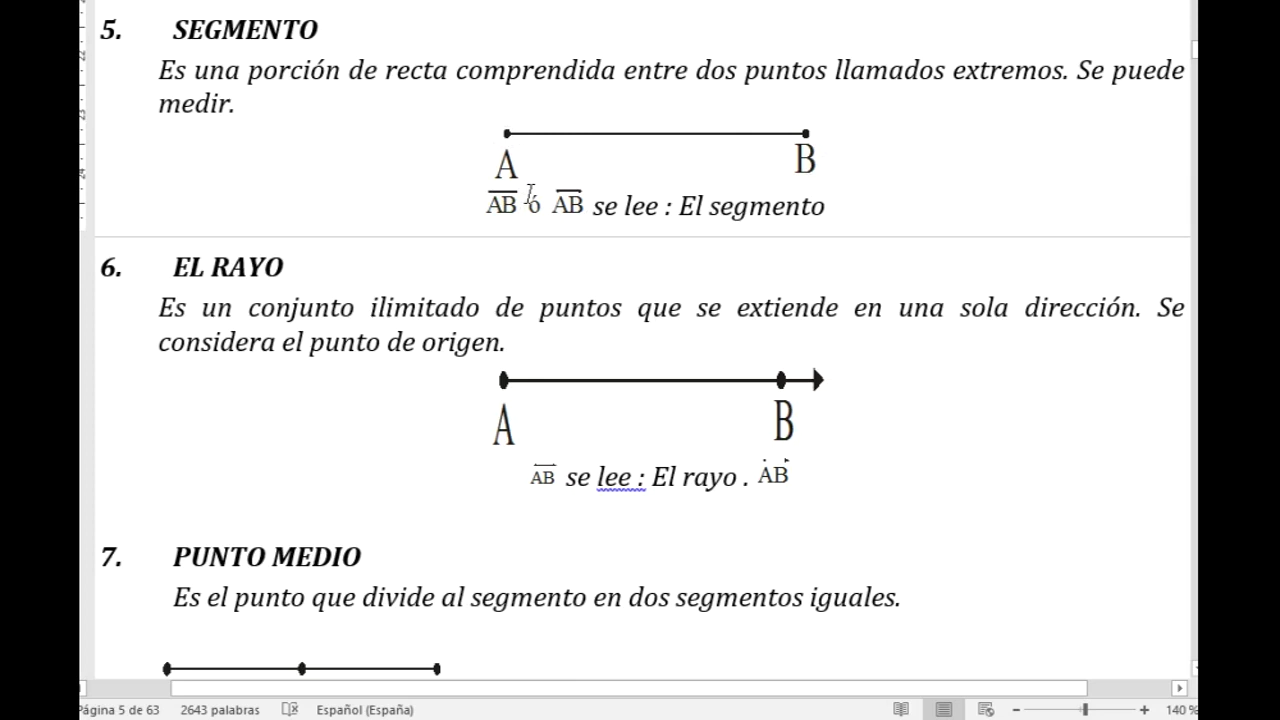 5. SEGMENTO
Es una porción de recta comprendida entre dos puntos llamados extremos. Se puede
medir.
A B
AB ó AB se lee : El segmento
6. EL RAYO
Es un conjunto ilimitado de puntos que se extiende en una sola dirección. Se
considera el punto de origen.
A B
AB se lee : El rayo . AB
7. PUNTO MEDIO
Es el punto que divide al segmento en dos segmentos iguales.
Página 5 de 63 2643 palabras Español (España) 140 %